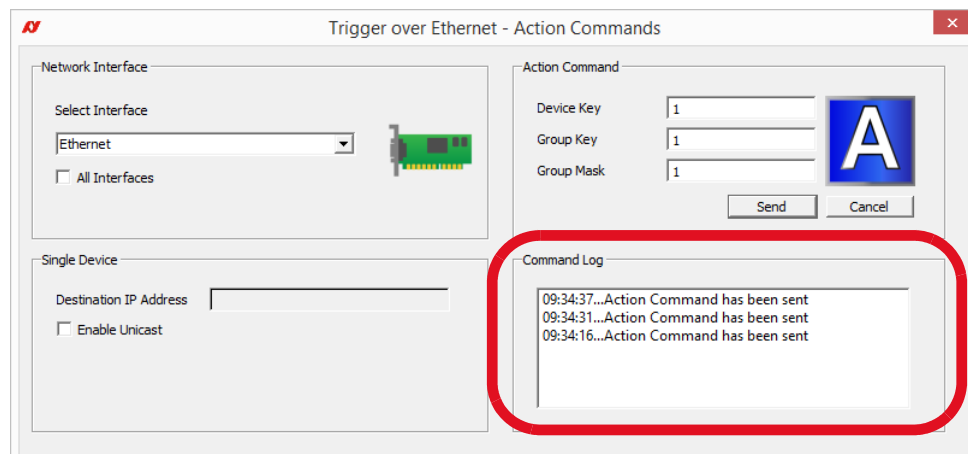 Trigger over Ethernet - Action Commands
Network Interface
Select Interface
Ethernet
All Interfaces
Action Command
Device Key 1
Group Key 1
Group Mask 1
A
Send Cancel
Single Device
Destination IP Address
Enable Unicast
Command Log
09:34:37...Action Command has been sent
09:34:31...Action Command has been sent
09:34:16...Action Command has been sent